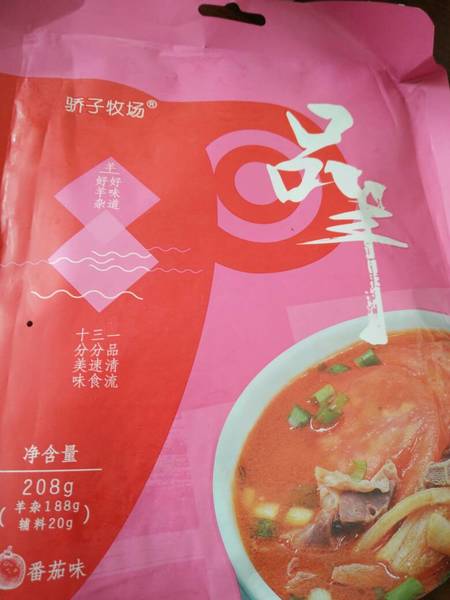 骄子牧场®
品羊
羊
好味道
好羊杂
一品清流
三分速食
十分美味
净含量
208g
(羊杂188g
辅料20g)
番茄味